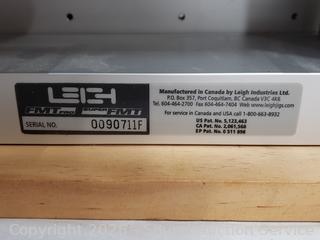 LEIGH
FMT PRO SUPER FMT
SERIAL NO. 0090711F
Manufactured in Canada by Leigh Industries Ltd.
P.O. Box 357, Port Coquitlam, BC Canada V3C 4K6
Tel. 604-464-2700 Fax 604-464-7404 Web www.leighjigs.com
For service in Canada and USA call 1-800-663-8932
US Pat. No. 5,123,463
CA Pat. No. 2,061,568
EP Pat. No. 0 511 898